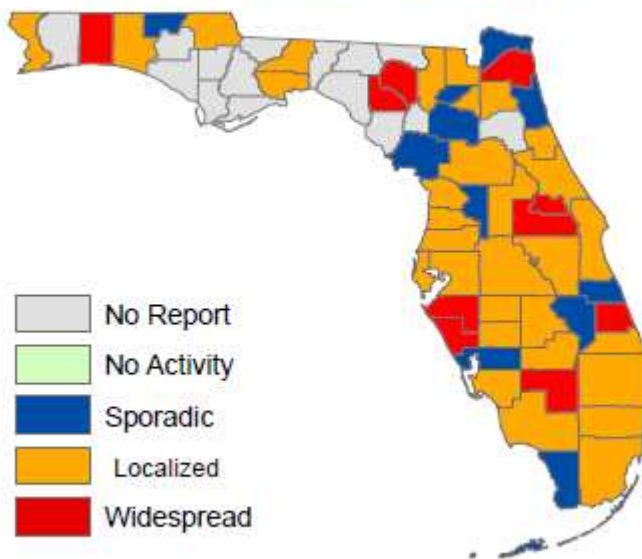 No Report
No Activity
Sporadic
Localized
Widespread